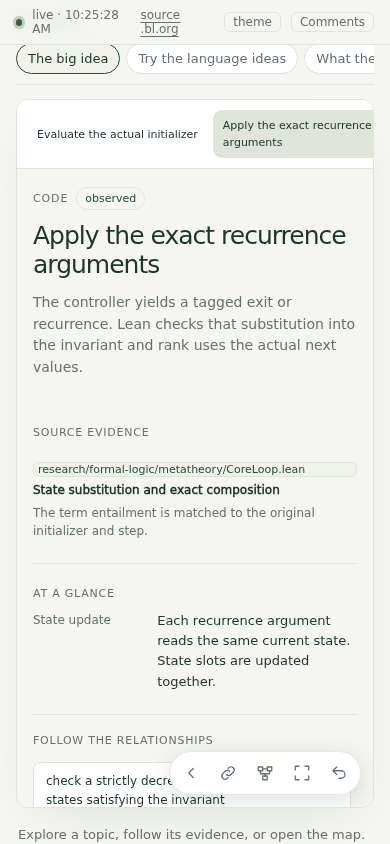 live · 10:25:28
AM
source
.bl.org
theme
Comments
The big idea
Try the language ideas
What the
Evaluate the actual initializer
Apply the exact recurrence
arguments
CODE
observed
Apply the exact recurrence
arguments
The controller yields a tagged exit or
recurrence. Lean checks that substitution into
the invariant and rank uses the actual next
values.
SOURCE EVIDENCE
research/formal-logic/metatheory/CoreLoop.lean
State substitution and exact composition
The term entailment is matched to the original
initializer and step.
AT A GLANCE
State update
Each recurrence argument
reads the same current state.
State slots are updated
together.
FOLLOW THE RELATIONSHIPS
check a strictly decre
states satisfying the invariant
Explore a topic, follow its evidence, or open the map.